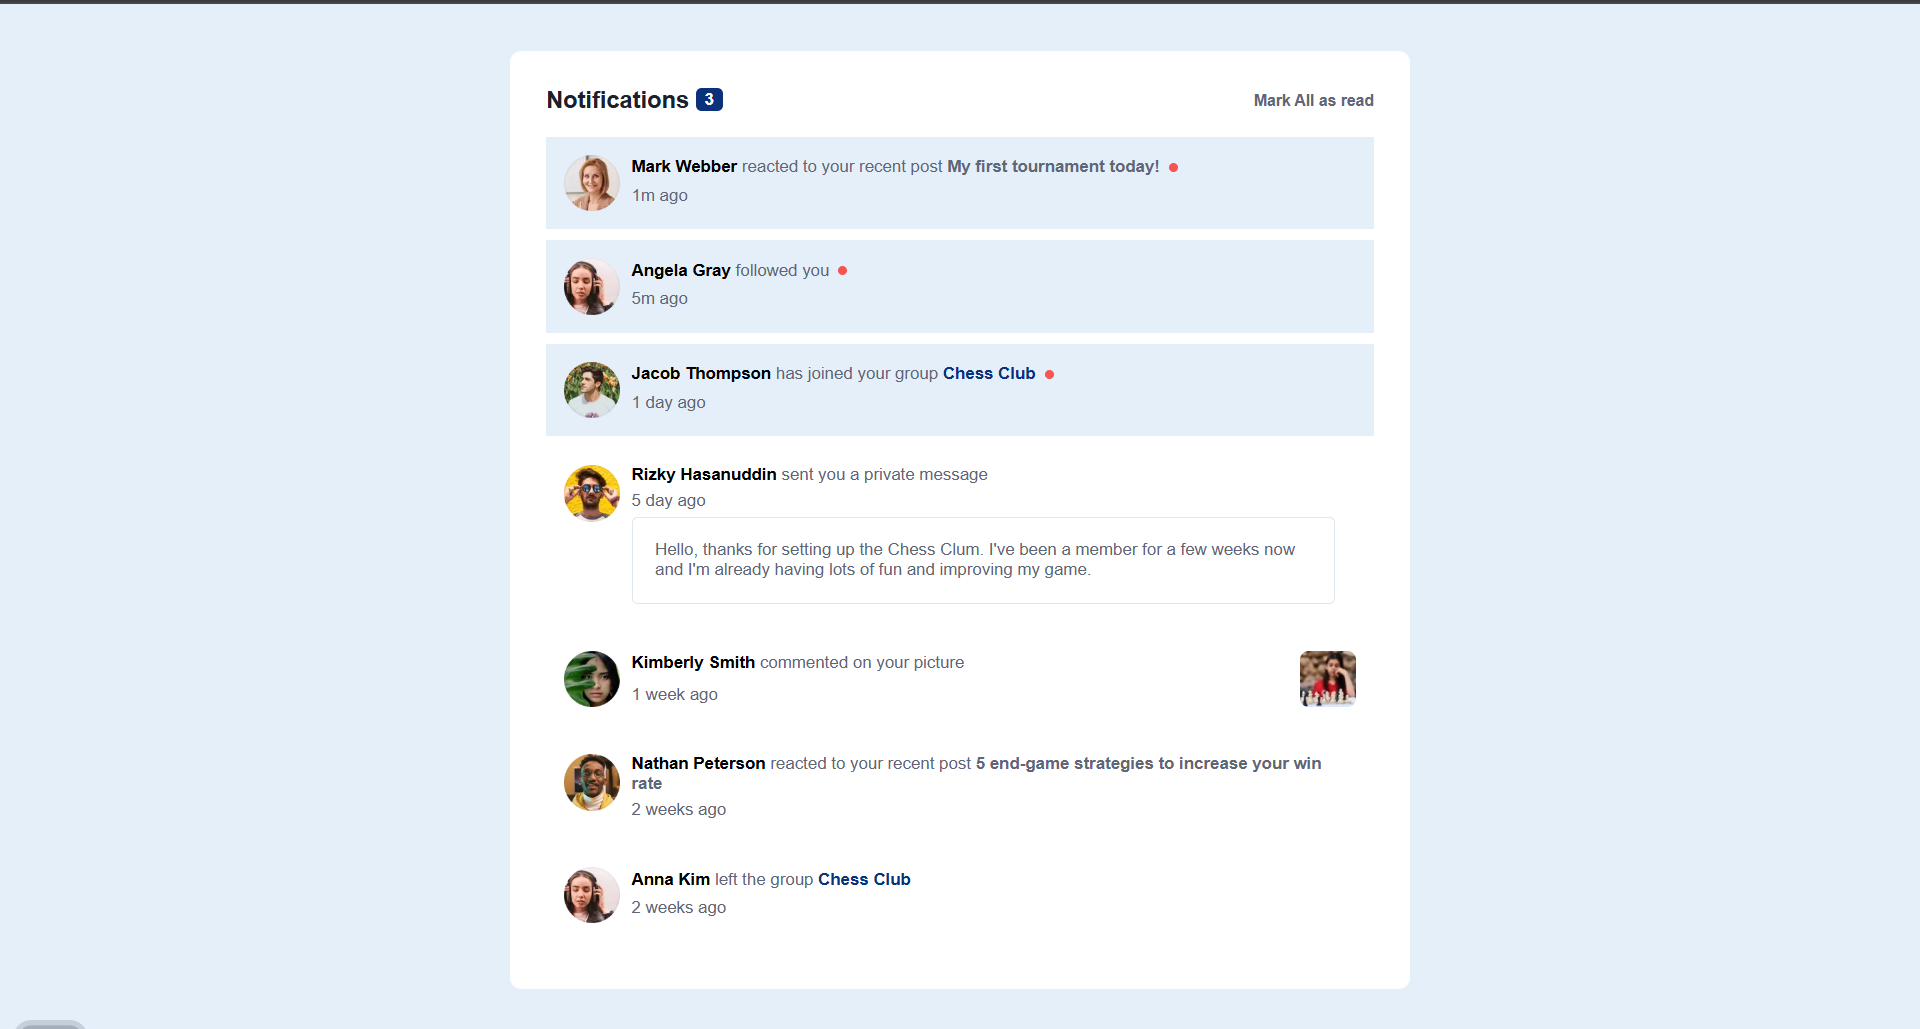 Notifications 3
Mark All as read
Mark Webber reacted to your recent post My first tournament today!
1m ago
Angela Gray followed you
5m ago
Jacob Thompson has joined your group Chess Club
1 day ago
Rizky Hasanuddin sent you a private message
5 day ago
Hello, thanks for setting up the Chess Clum. I've been a member for a few weeks now
and I'm already having lots of fun and improving my game.
Kimberly Smith commented on your picture
1 week ago
Nathan Peterson reacted to your recent post 5 end-game strategies to increase your win
rate
2 weeks ago
Anna Kim left the group Chess Club
2 weeks ago